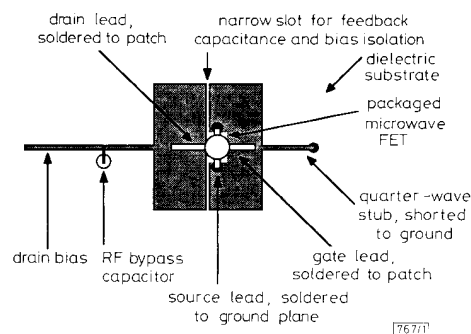 drain lead,
soldered to patch
narrow slot for feedback
capacitance and bias isolation
dielectric
substrate
packaged
microwave
FET
quarter-wave
stub, shorted
to ground
gate lead,
soldered to patch
source lead, soldered
to ground plane
RF bypass
capacitor
drain bias
767/1